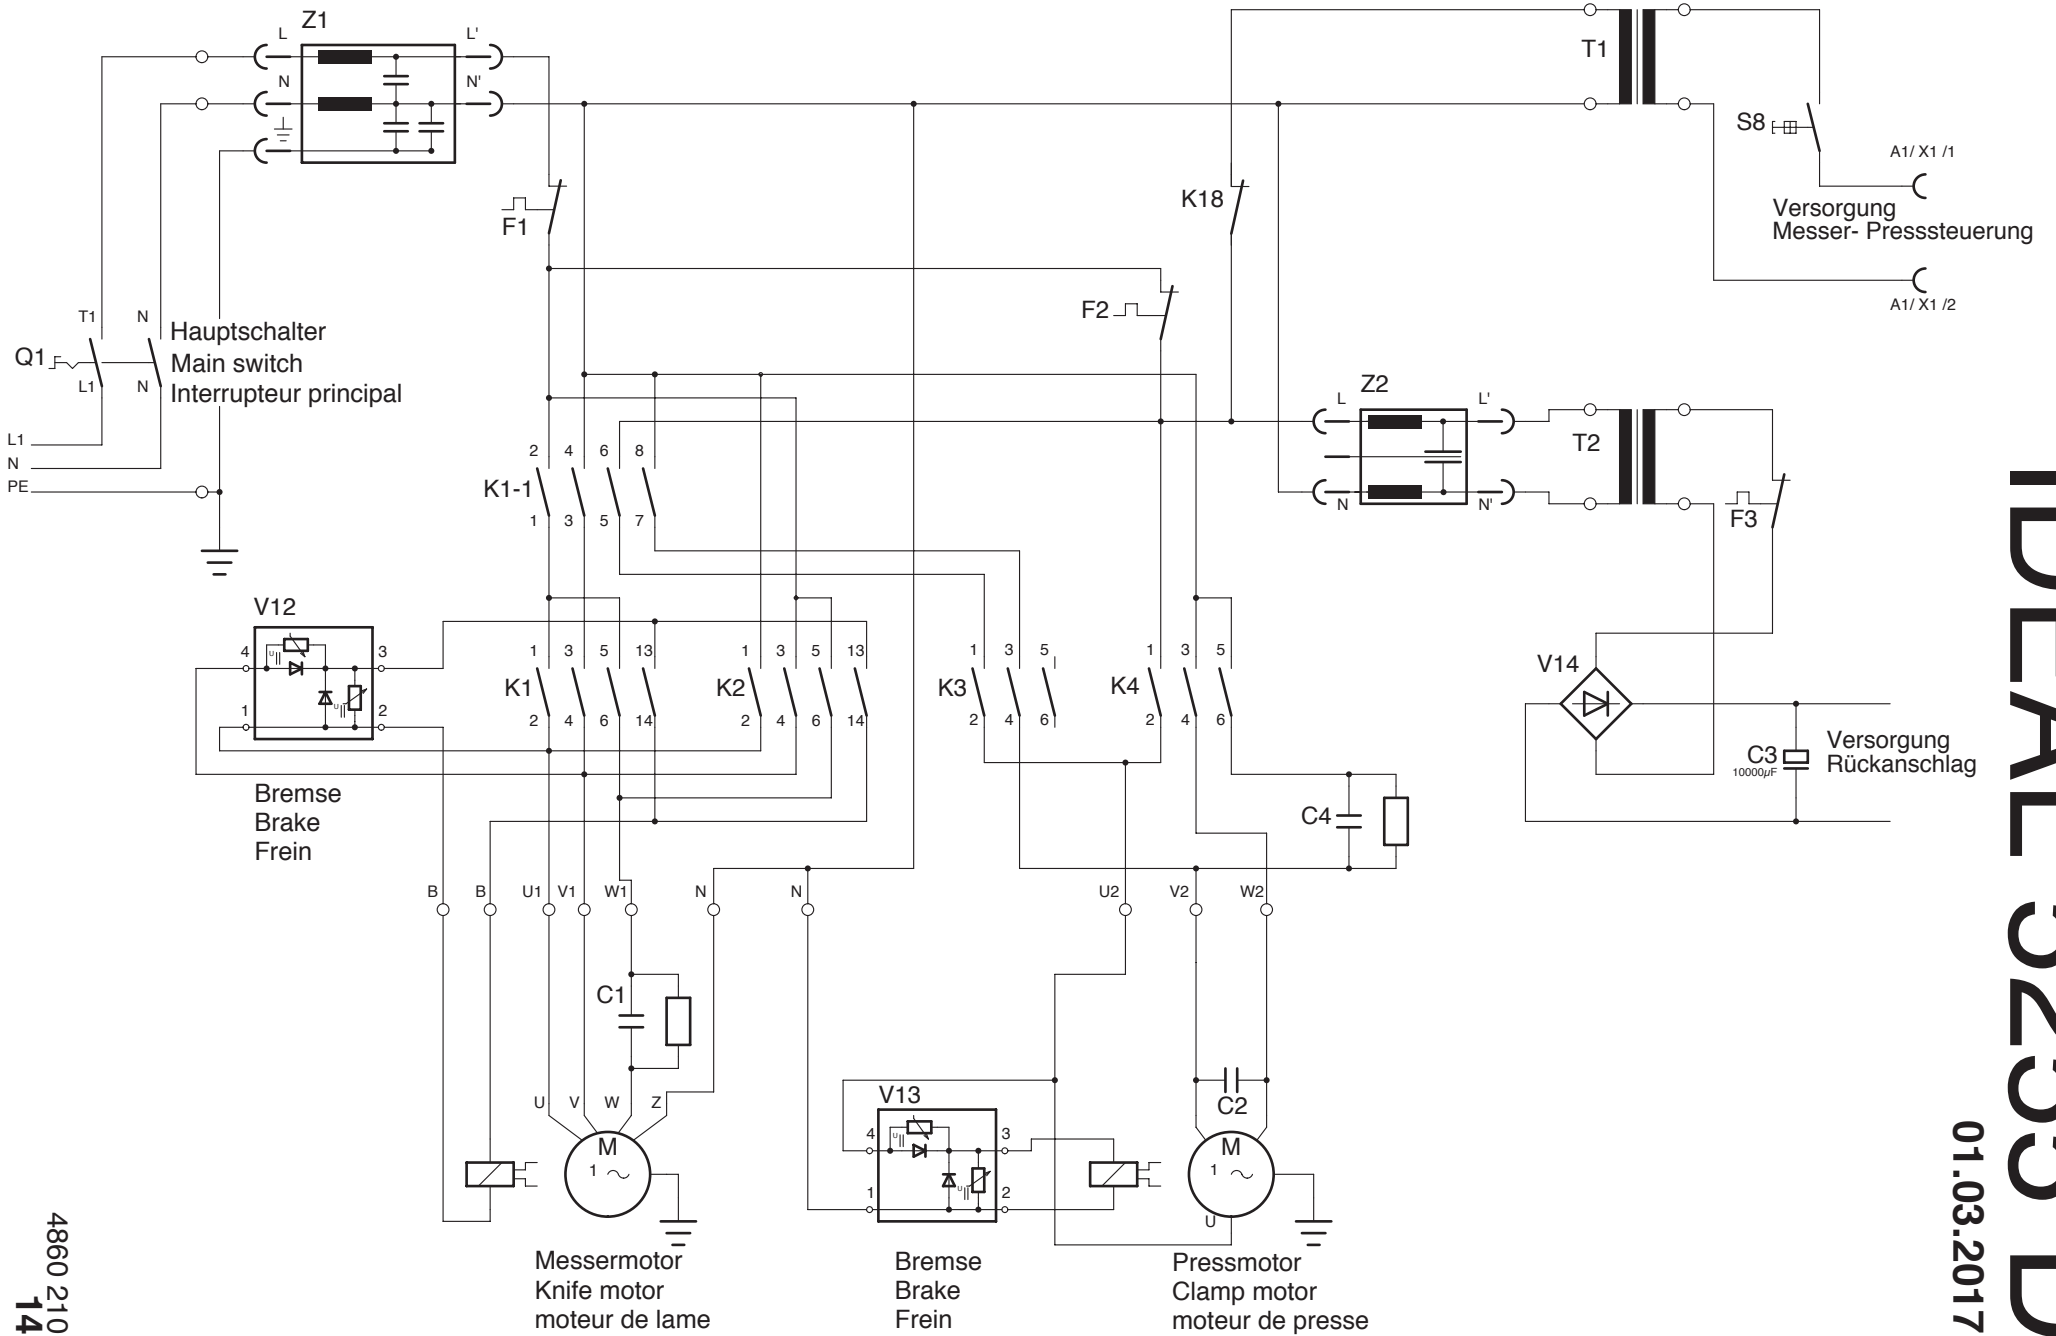 Z1
L
L'
N
N'
T1
S8
A1/ X1 /1
Versorgung
Messer- Presssteuerung
A1/ X1 /2
F1
K18
F2
T1
N
Hauptschalter
Q1
Main switch
L1
N
Interrupteur principal
L1
N
PE
Z2
L
L'
N
N'
T2
F3
2
4
6
8
K1-1
1
3
5
7
V12
4
3
1
2
U
U
Bremse
Brake
Frein
1
3
5
13
K1
2
4
6
14
1
3
5
13
K2
2
4
6
14
1
3
5
K3
2
4
6
1
3
5
K4
2
4
6
V14
C3
10000µF
Versorgung
Rückanschlag
C4
B
B
U1
V1
W1
N
N
U2
V2
W2
C1
C2
U
V
W
Z
M
1
Messermotor
Knife motor
moteur de lame
V13
4
3
1
2
U
U
Bremse
Brake
Frein
M
1
U
Pressmotor
Clamp motor
moteur de presse
IDEAL 5255 D
01.03.2017
4860 210
14